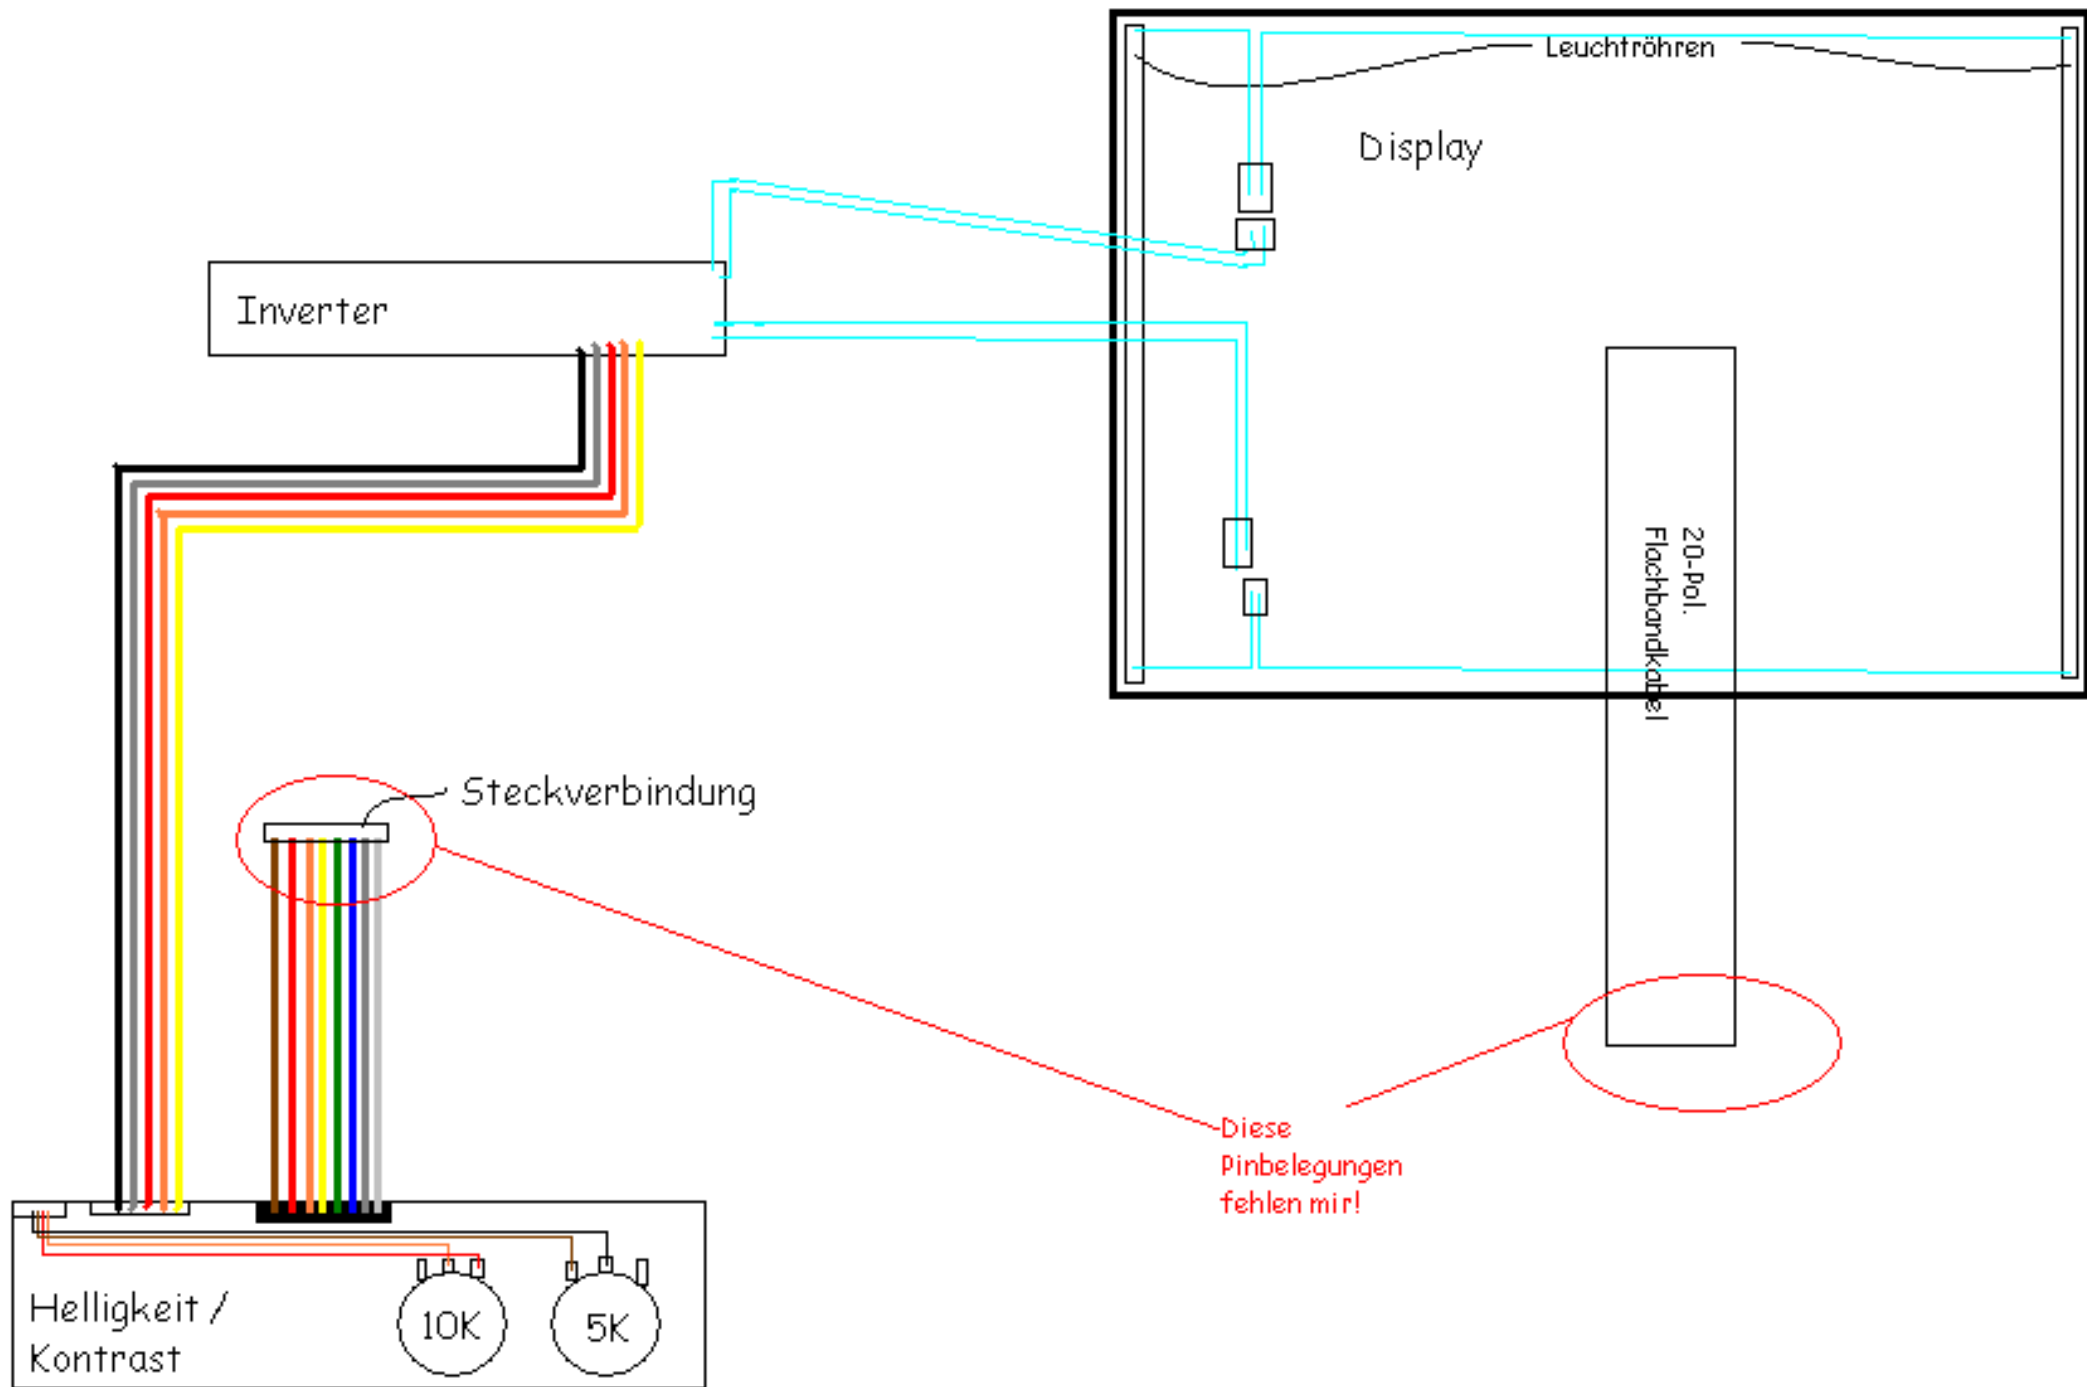 Leuchtröhren
Display
Inverter
20-Pol.
Flachbandkabel
Steckverbindung
Diese
Pinbelegungen
fehlen mir!
10K
5K
Helligkeit /
Kontrast